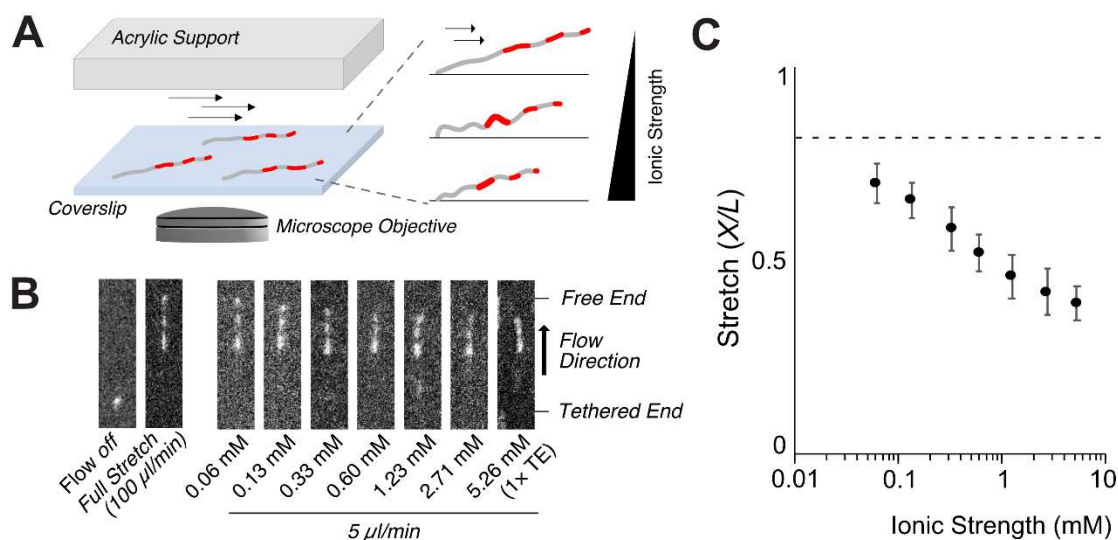 A
Acrylic Support
Coverslip
Microscope Objective
Ionic Strength
B
Free End
Flow
Direction
Tethered End
Flow off
Full Stretch
(100 µl/min)
0.06 mM
0.13 mM
0.33 mM
0.60 mM
1.23 mM
2.71 mM
5.26 mM
(1× TE)
5 µl/min
C
Stretch (X/L)
1
0.5
0
0.01
0.1
1
10
Ionic Strength (mM)